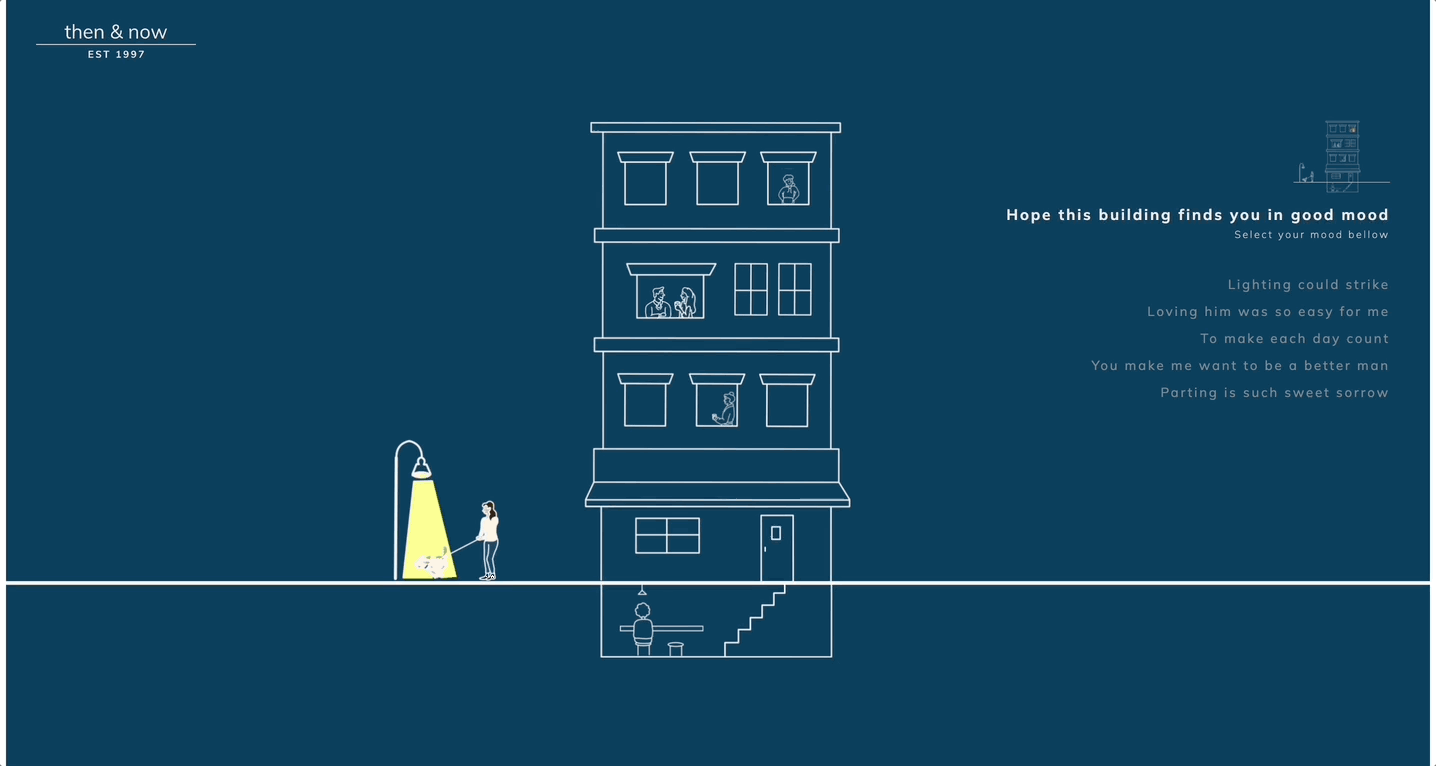 then & now
EST 1997
Hope this building finds you in good mood
Select your mood bellow
Lighting could strike
Loving him was so easy for me
To make each day count
You make me want to be a better man
Parting is such sweet sorrow